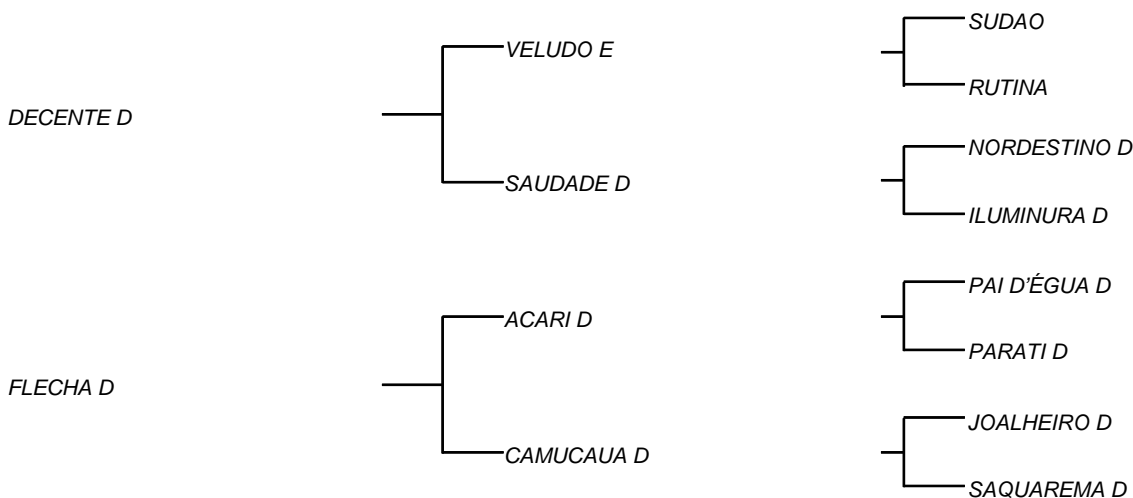 SUDAO
VELUDO E
RUTINA
DECENTE D
NORDESTINO D
SAUDADE D
ILUMINURA D
PAI D’ÉGUA D
ACARI D
PARATI D
FLECHA D
JOALHEIRO D
CAMUCAUA D
SAQUAREMA D